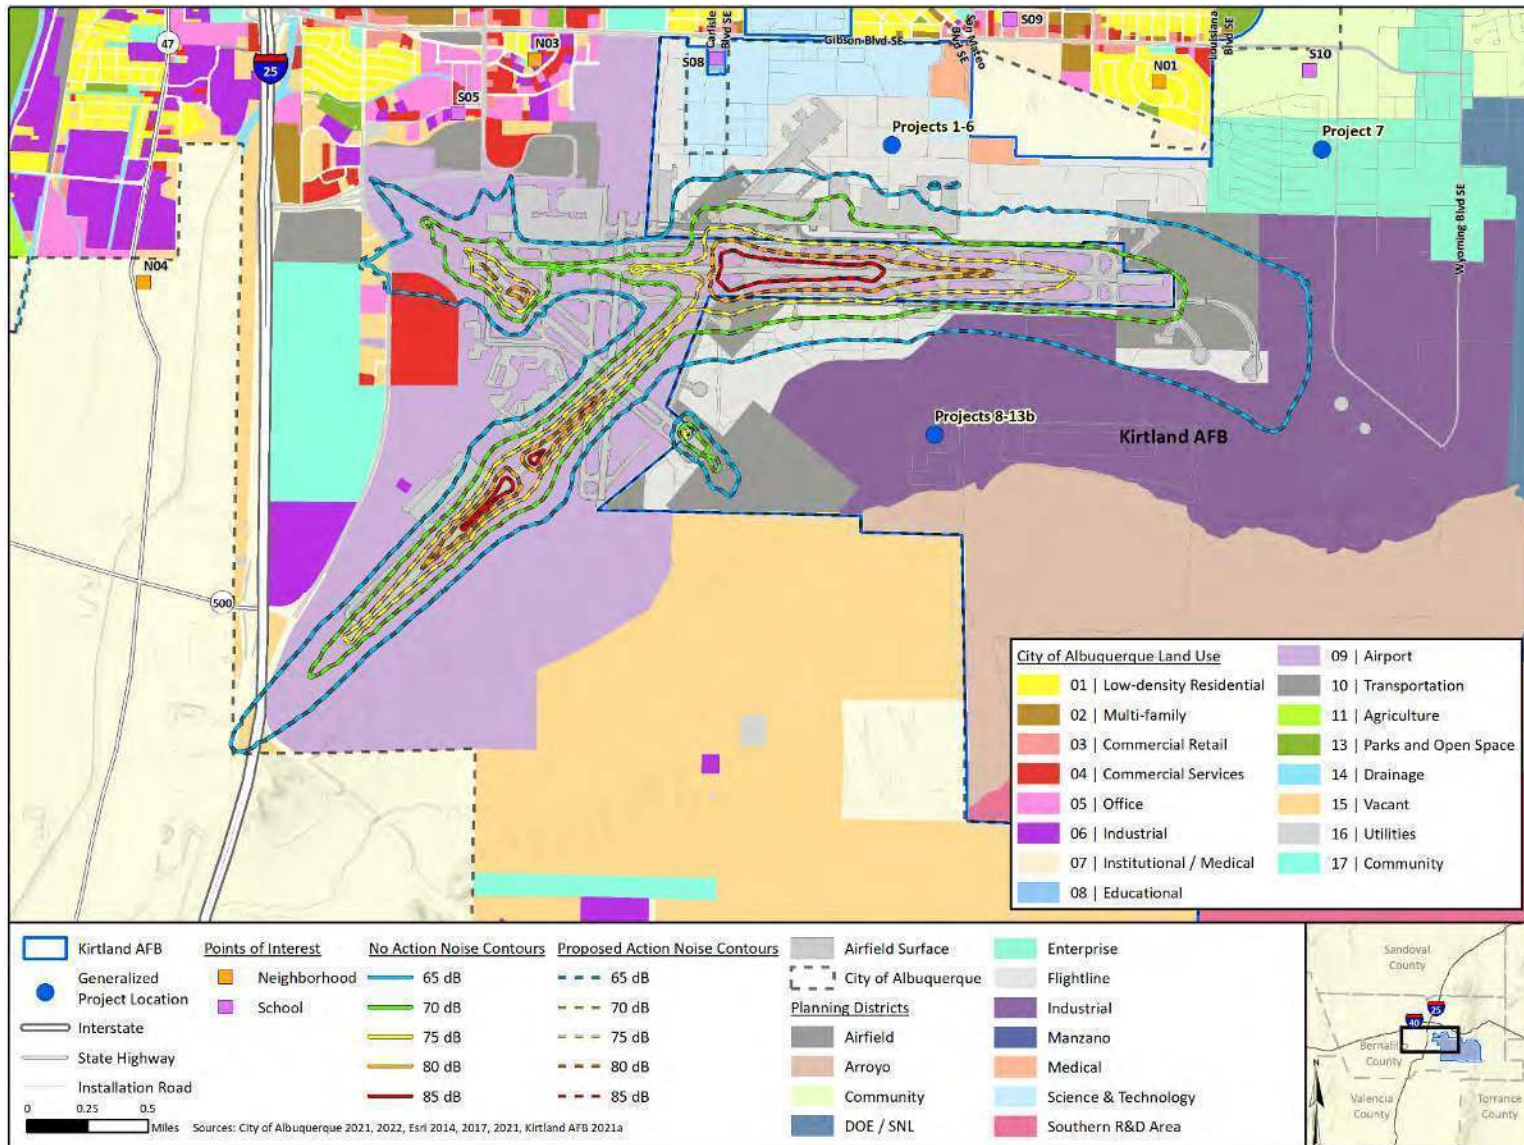 47
25
N03
Carlisle
Blvd SE
S08
Gibson Blvd SE
San Mateo
Blvd SE
S09
Louisiana
Blvd SE
N01
S10
S05
Projects 1-6
Project 7
Wyoming Blvd SE
N04
Projects 8-13b
Kirtland AFB
500
City of Albuquerque Land Use
01 | Low-density Residential
02 | Multi-family
03 | Commercial Retail
04 | Commercial Services
05 | Office
06 | Industrial
07 | Institutional / Medical
08 | Educational
09 | Airport
10 | Transportation
11 | Agriculture
13 | Parks and Open Space
14 | Drainage
15 | Vacant
16 | Utilities
17 | Community
Kirtland AFB
Generalized
Project Location
Interstate
State Highway
Installation Road
0 0.25 0.5
Miles
Points of Interest
Neighborhood
School
No Action Noise Contours
65 dB
70 dB
75 dB
80 dB
85 dB
Proposed Action Noise Contours
65 dB
70 dB
75 dB
80 dB
85 dB
Sources: City of Albuquerque 2021, 2022, Esri 2014, 2017, 2021, Kirtland AFB 2021a
Airfield Surface
City of Albuquerque
Planning Districts
Airfield
Arroyo
Community
DOE / SNL
Enterprise
Flightline
Industrial
Manzano
Medical
Science & Technology
Southern R&D Area
Sandoval
County
25
40
Bernalillo
County
Valencia
County
Torrance
County
N